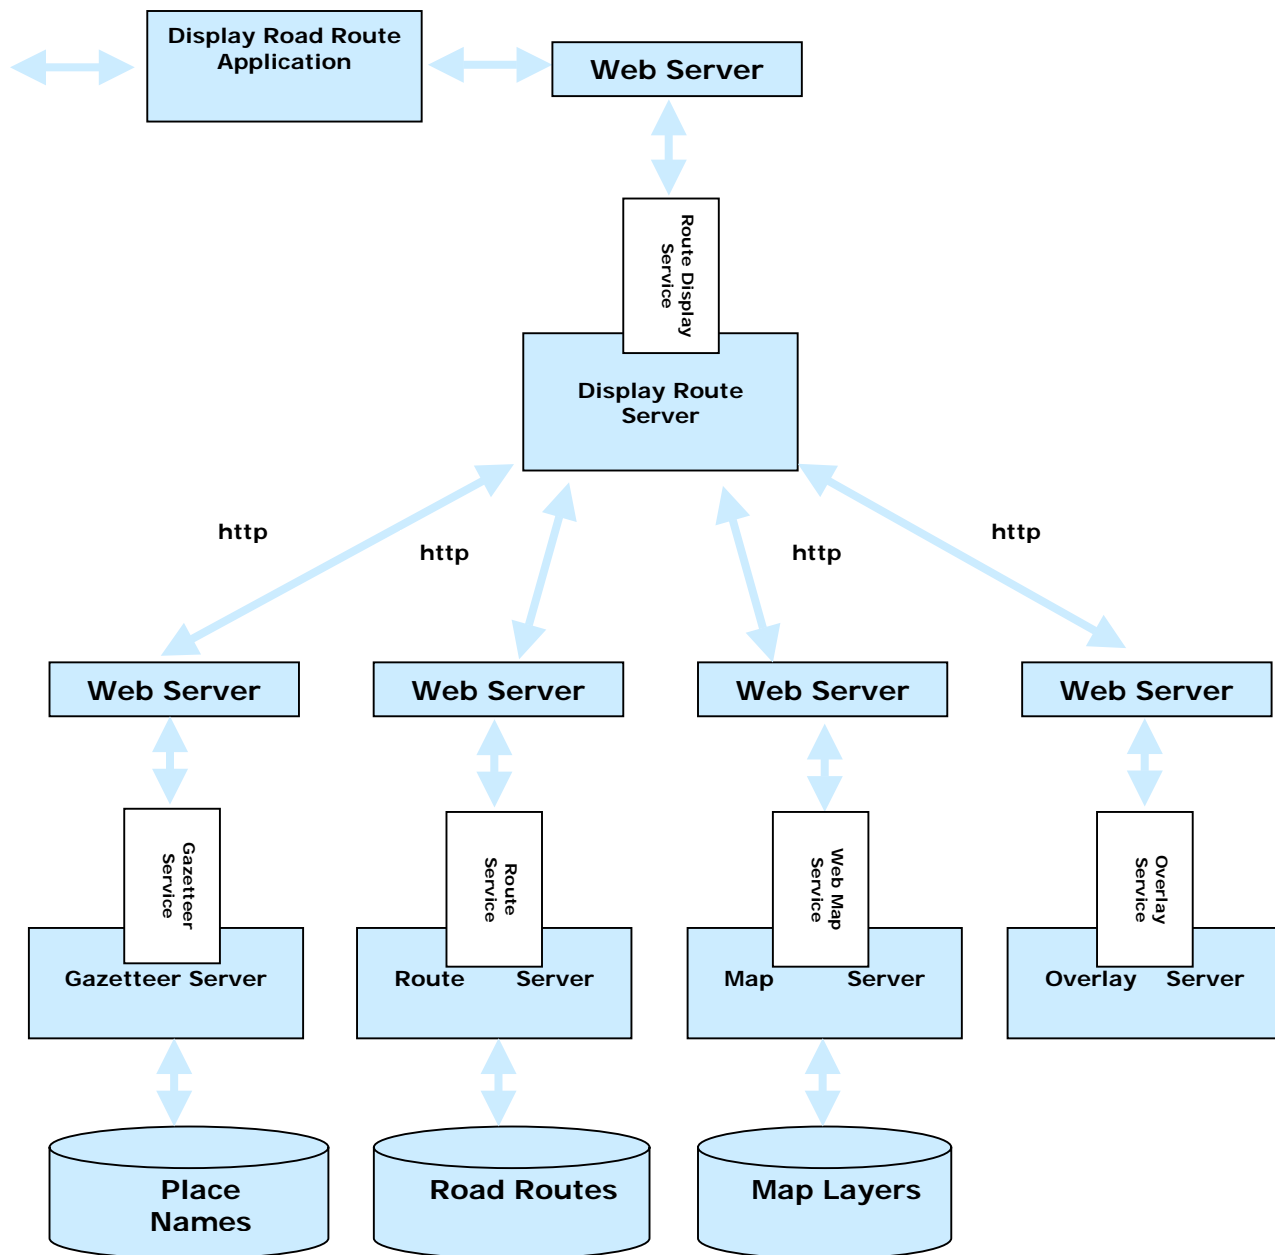 Display Road Route
Application
Web Server
Route Display
Service
Display Route
Server
http
http
http
http
Web Server
Web Server
Web Server
Web Server
Gazetteer
Service
Route
Service
Web Map
Service
Overlay
Service
Gazetteer Server
Route Server
Map Server
Overlay Server
Place
Names
Road Routes
Map Layers